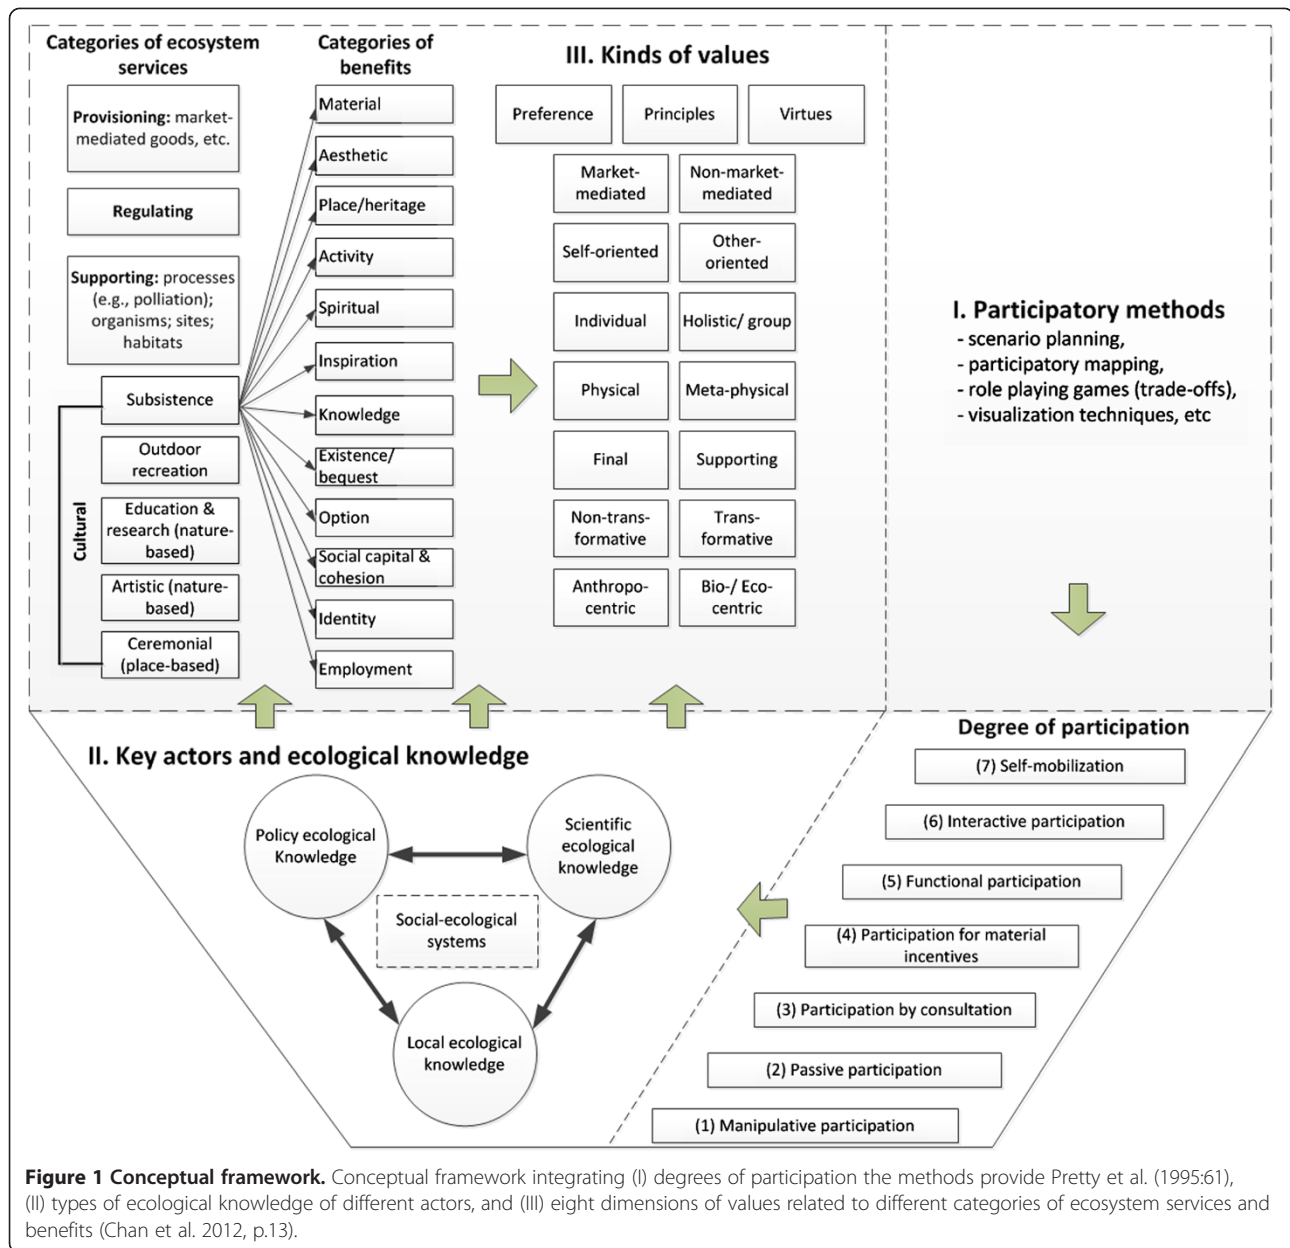 Categories of ecosystem
services
Provisioning: market-
mediated goods, etc.
Regulating
Supporting: processes
(e.g., polliation);
organisms; sites;
habitats
Cultural
Subsistence
Outdoor
recreation
Education &
research (nature-
based)
Artistic (nature-
based)
Ceremonial
(place-based)
Categories of
benefits
Material
Aesthetic
Place/heritage
Activity
Spiritual
Inspiration
Knowledge
Existence/
bequest
Option
Social capital &
cohesion
Identity
Employment
III. Kinds of values
Preference
Principles
Virtues
Market-
mediated
Non-market-
mediated
Self-oriented
Other-
oriented
Individual
Holistic/ group
Physical
Meta-physical
Final
Supporting
Non-trans-
formative
Trans-
formative
Anthropo-
centric
Bio-/ Eco-
centric
I. Participatory methods
- scenario planning,
- participatory mapping,
- role playing games (trade-offs),
- visualization techniques, etc
II. Key actors and ecological knowledge
Policy ecological
Knowledge
Scientific
ecological
knowledge
Social-ecological
systems
Local ecological
knowledge
Degree of participation
(7) Self-mobilization
(6) Interactive participation
(5) Functional participation
(4) Participation for material
incentives
(3) Participation by consultation
(2) Passive participation
(1) Manipulative participation
Figure 1 Conceptual framework. Conceptual framework integrating (I) degrees of participation the methods provide Pretty et al. (1995:61),
(II) types of ecological knowledge of different actors, and (III) eight dimensions of values related to different categories of ecosystem services and
benefits (Chan et al. 2012, p.13).